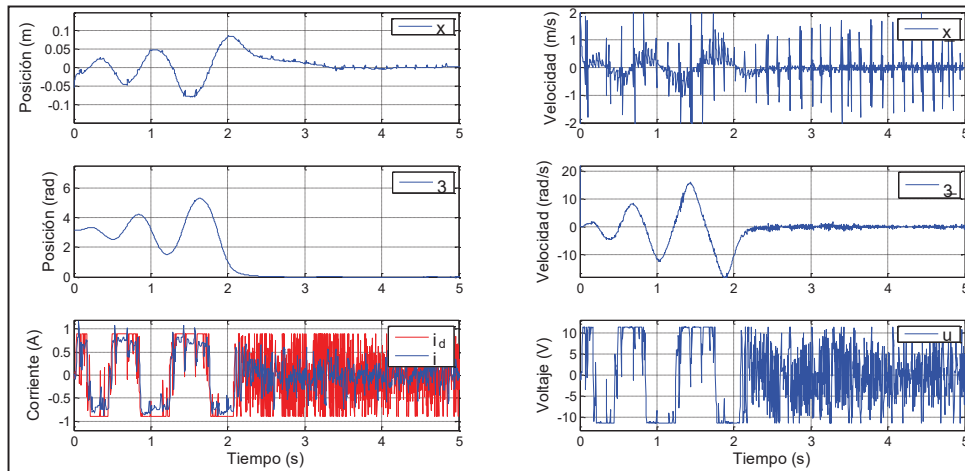 Posición (m)
0.1
0.05
0
-0.05
-0.1
x
0 1 2 3 4 5
Velocidad (m/s)
2
1
0
-1
-2
x
0 1 2 3 4 5
Posición (rad)
6
4
2
0
3
0 1 2 3 4 5
Velocidad (rad/s)
20
10
0
-10
3
0 1 2 3 4 5
Corriente (A)
1
0.5
0
-0.5
-1
i_d
i
0 1 2 3 4 5
Tiempo (s)
Voltaje (V)
10
5
0
-5
-10
u
0 1 2 3 4 5
Tiempo (s)